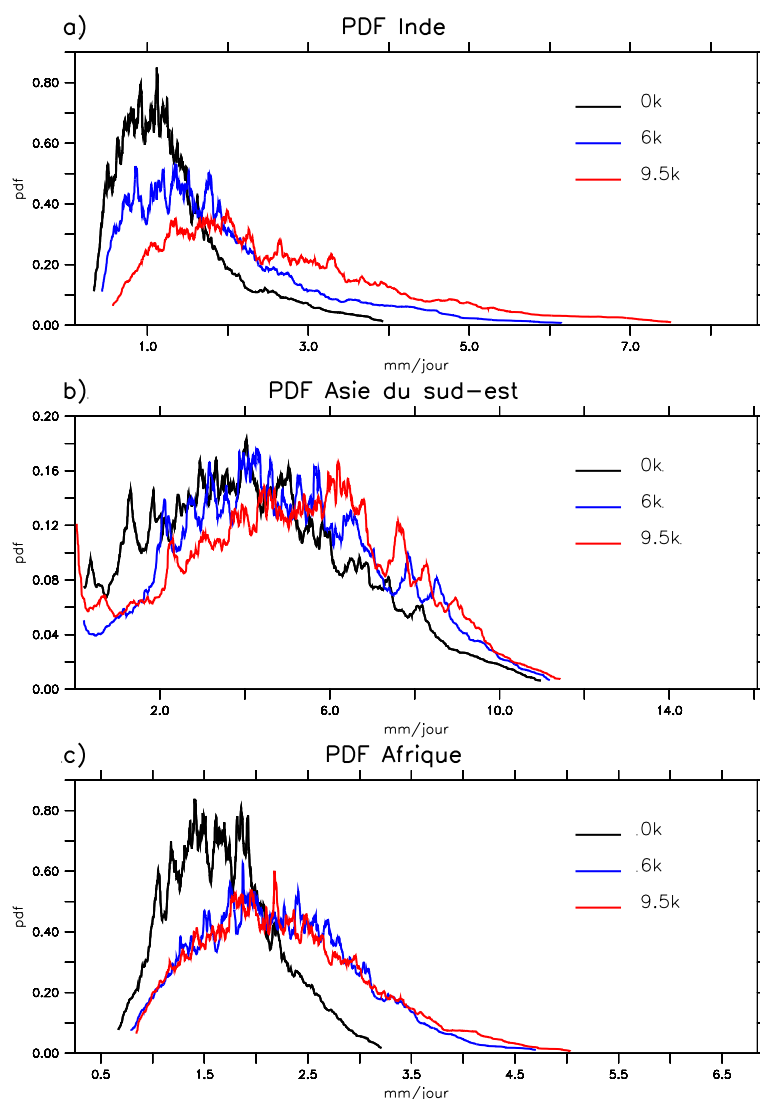 a) PDF Inde
0.80
0.60
0.40
0.20
0.00
pdf
0k
6k
9.5k
1.0 3.0 5.0 7.0
mm/jour
b) PDF Asie du sud-est
0.20
0.16
0.12
0.08
0.04
0.00
pdf
0k
6k
9.5k
2.0 6.0 10.0 14.0
mm/jour
c) PDF Afrique
0.80
0.60
0.40
0.20
0.00
pdf
0k
6k
9.5k
0.5 1.5 2.5 3.5 4.5 5.5 6.5
mm/jour